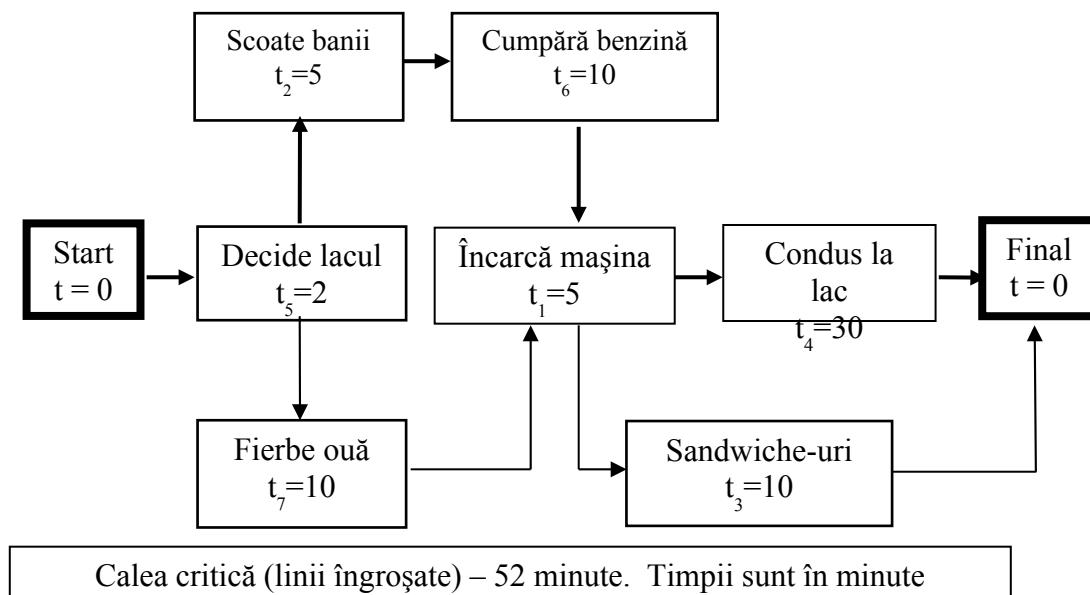 Scoate banii
t2=5
Cumpără benzină
t6=10
Start
t = 0
Decide lacul
t5=2
Încarcă maşina
t1=5
Condus la
lac
t4=30
Final
t = 0
Fierbe ouă
t7=10
Sandwiche-uri
t3=10
Calea critică (linii îngroşate) – 52 minute. Timpii sunt în minute